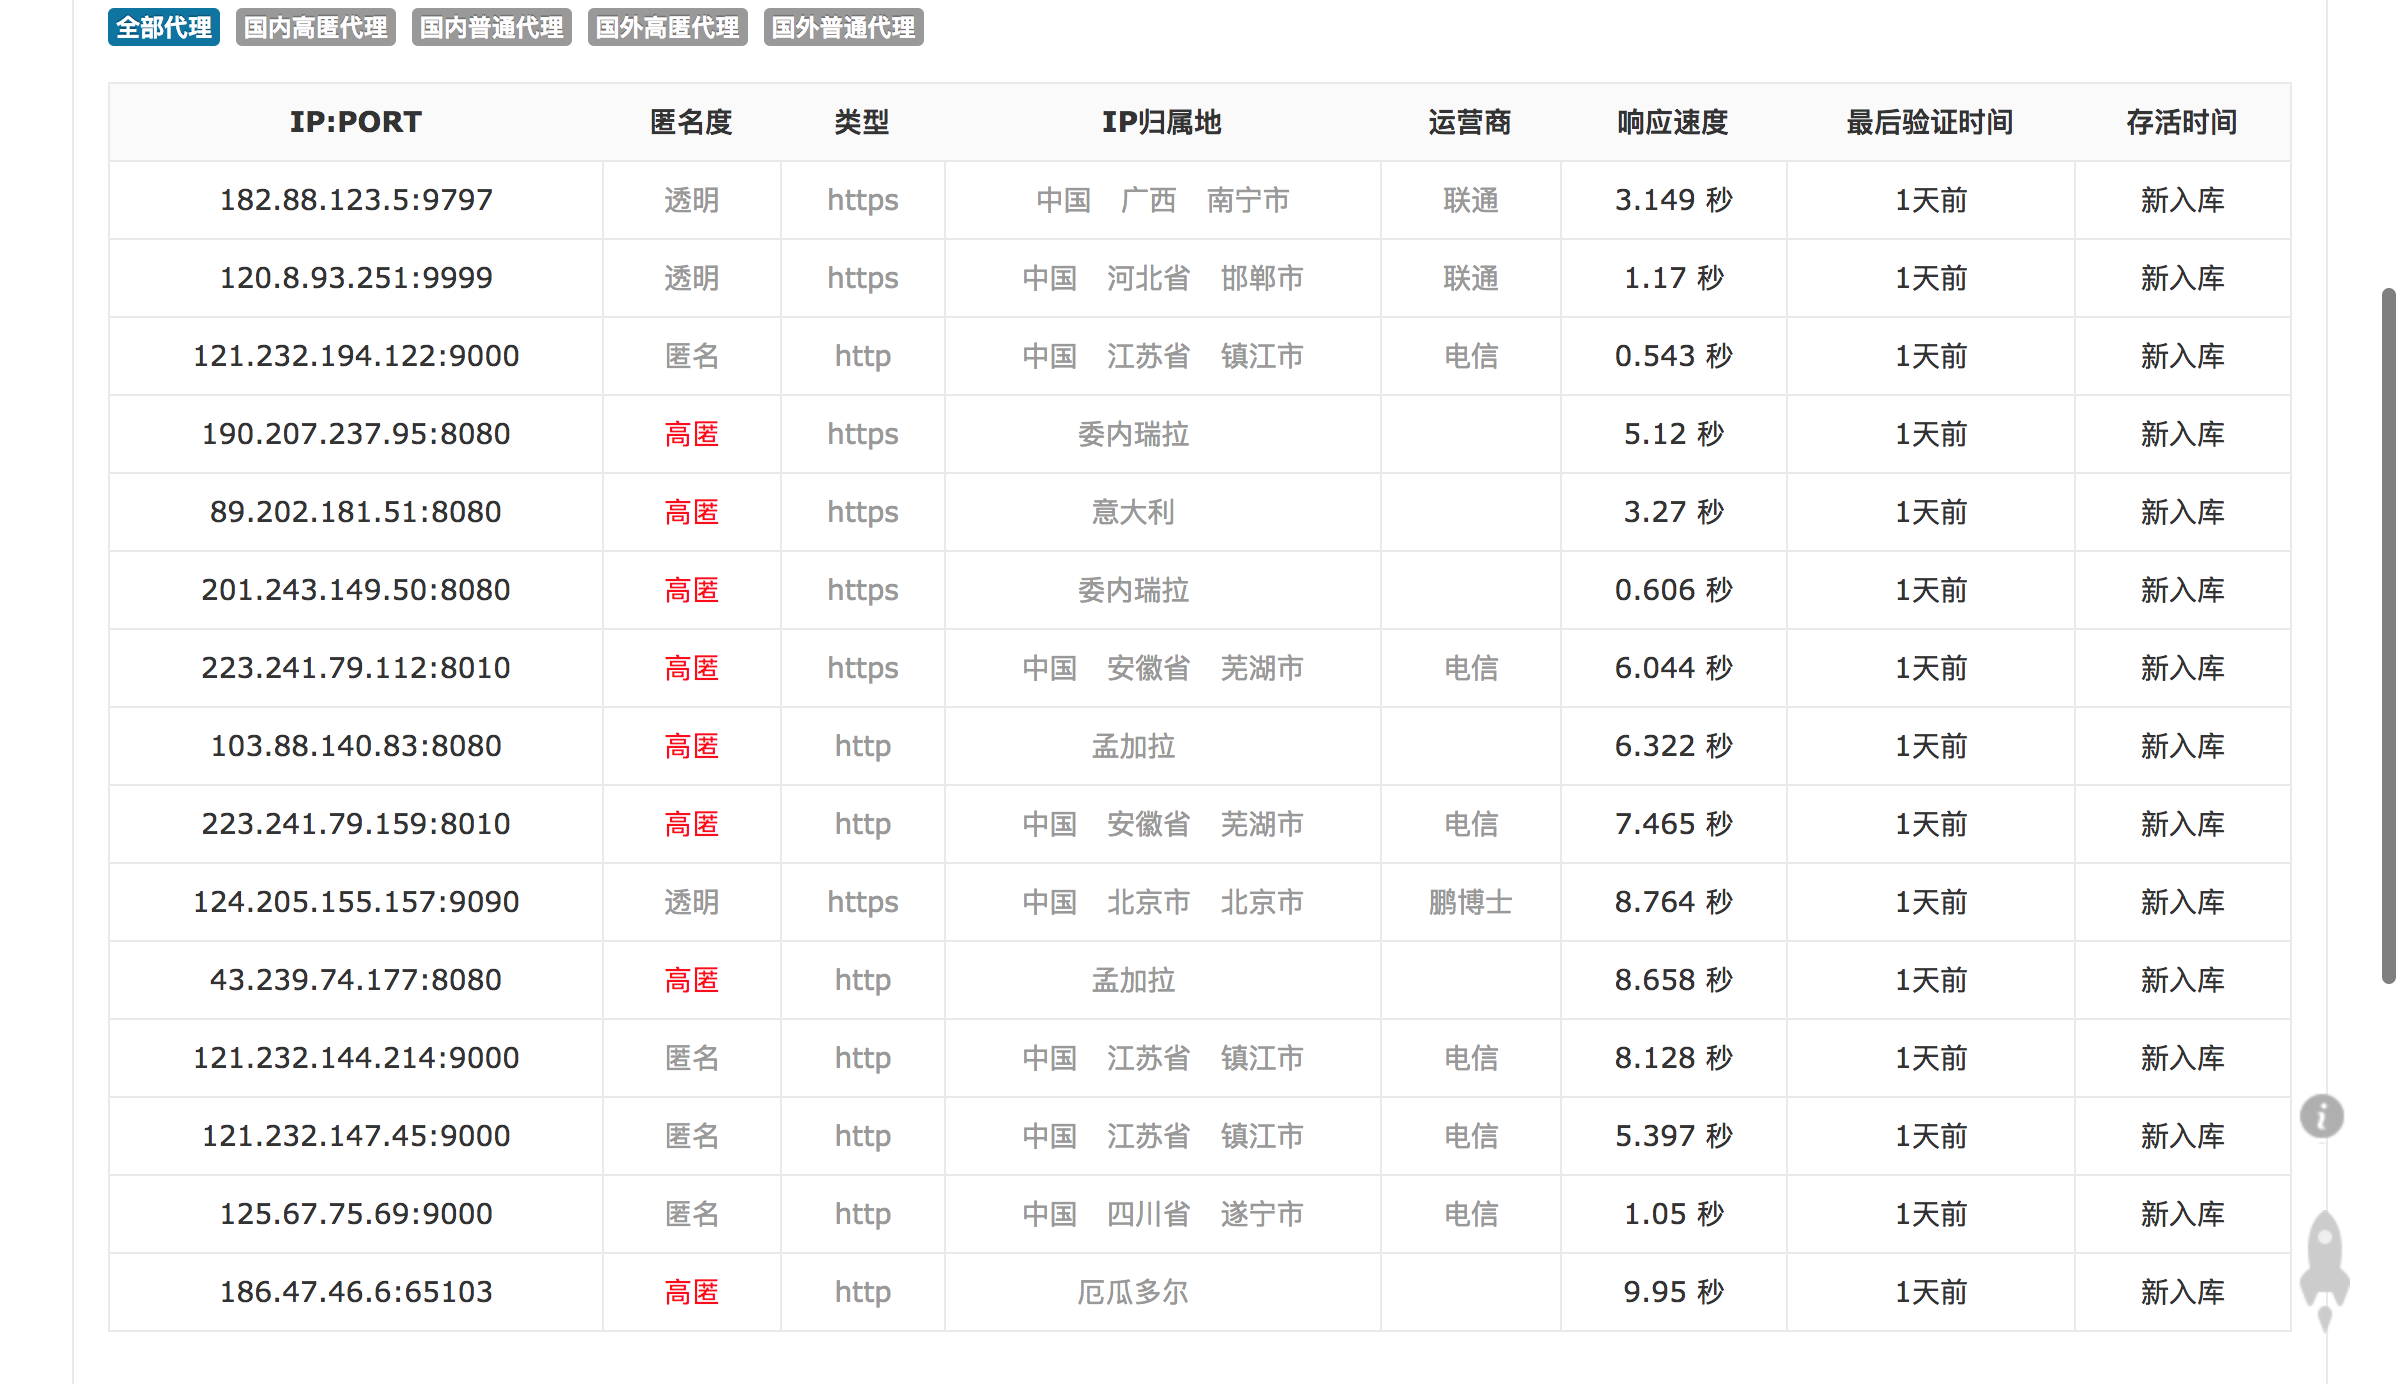 全部代理 国内高匿代理 国内普通代理 国外高匿代理 国外普通代理
IP:PORT 匿名度 类型 IP归属地 运营商 响应速度 最后验证时间 存活时间
182.88.123.5:9797 透明 https 中国 广西 南宁市 联通 3.149 秒 1天前 新入库
120.8.93.251:9999 透明 https 中国 河北省 邯郸市 联通 1.17 秒 1天前 新入库
121.232.194.122:9000 匿名 http 中国 江苏省 镇江市 电信 0.543 秒 1天前 新入库
190.207.237.95:8080 高匿 https 委内瑞拉 5.12 秒 1天前 新入库
89.202.181.51:8080 高匿 https 意大利 3.27 秒 1天前 新入库
201.243.149.50:8080 高匿 https 委内瑞拉 0.606 秒 1天前 新入库
223.241.79.112:8010 高匿 https 中国 安徽省 芜湖市 电信 6.044 秒 1天前 新入库
103.88.140.83:8080 高匿 http 孟加拉 6.322 秒 1天前 新入库
223.241.79.159:8010 高匿 http 中国 安徽省 芜湖市 电信 7.465 秒 1天前 新入库
124.205.155.157:9090 透明 https 中国 北京市 北京市 鹏博士 8.764 秒 1天前 新入库
43.239.74.177:8080 高匿 http 孟加拉 8.658 秒 1天前 新入库
121.232.144.214:9000 匿名 http 中国 江苏省 镇江市 电信 8.128 秒 1天前 新入库
121.232.147.45:9000 匿名 http 中国 江苏省 镇江市 电信 5.397 秒 1天前 新入库
125.67.75.69:9000 匿名 http 中国 四川省 遂宁市 电信 1.05 秒 1天前 新入库
186.47.46.6:65103 高匿 http 厄瓜多尔 9.95 秒 1天前 新入库